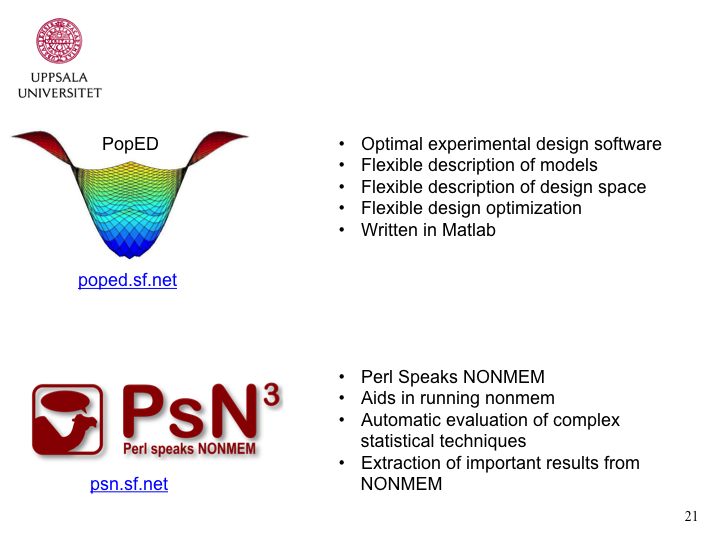 UPPSALA
UNIVERSITET
PopED
poped.sf.net
• Optimal experimental design software
• Flexible description of models
• Flexible description of design space
• Flexible design optimization
• Written in Matlab
PsN3
Perl speaks NONMEM
psn.sf.net
• Perl Speaks NONMEM
• Aids in running nonmem
• Automatic evaluation of complex
statistical techniques
• Extraction of important results from
NONMEM
21